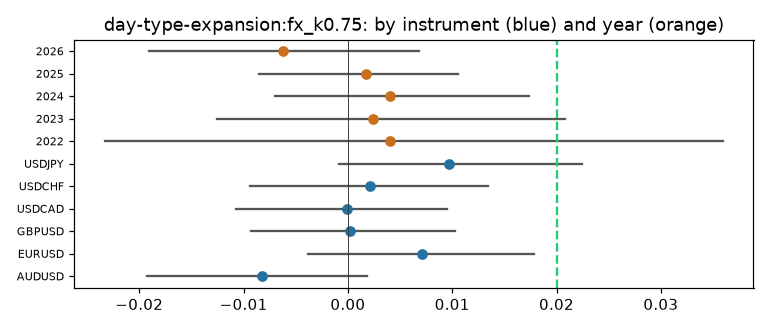 day-type-expansion:fx_k0.75: by instrument (blue) and year (orange)
2026
2025
2024
2023
2022
USDJPY
USDCHF
USDCAD
GBPUSD
EURUSD
AUDUSD
−0.02 −0.01 0.00 0.01 0.02 0.03